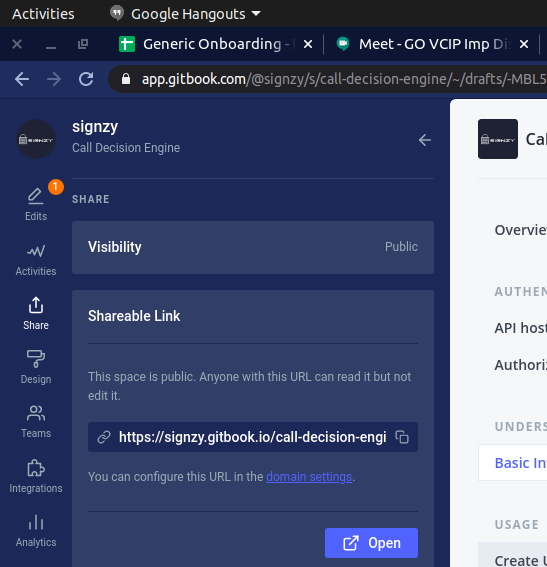 Activities
Google Hangouts
Generic Onboarding -
Meet - GO VCIP Imp
app.gitbook.com/@signzy/s/call-decision-engine/~/drafts/-MBL5
signzy
Call Decision Engine
SIGNZY
SHARE
1
Edits
Visibility
Public
Activities
Shareable Link
Share
This space is public. Anyone with this URL can read it but not
edit it.
Design
https://signzy.gitbook.io/call-decision-engi
Teams
You can configure this URL in the domain settings.
Integrations
Open
Analytics
SIGNZY
Cal
Overvie
AUTHEN
API host
Authoriz
UNDERS
Basic In
USAGE
Create U